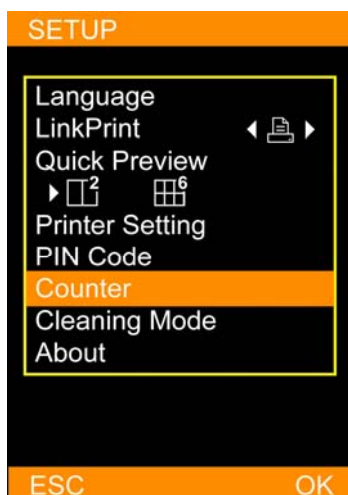 SETUP
Language
LinkPrint
Quick Preview
2 6
Printer Setting
PIN Code
Counter
Cleaning Mode
About
ESC OK